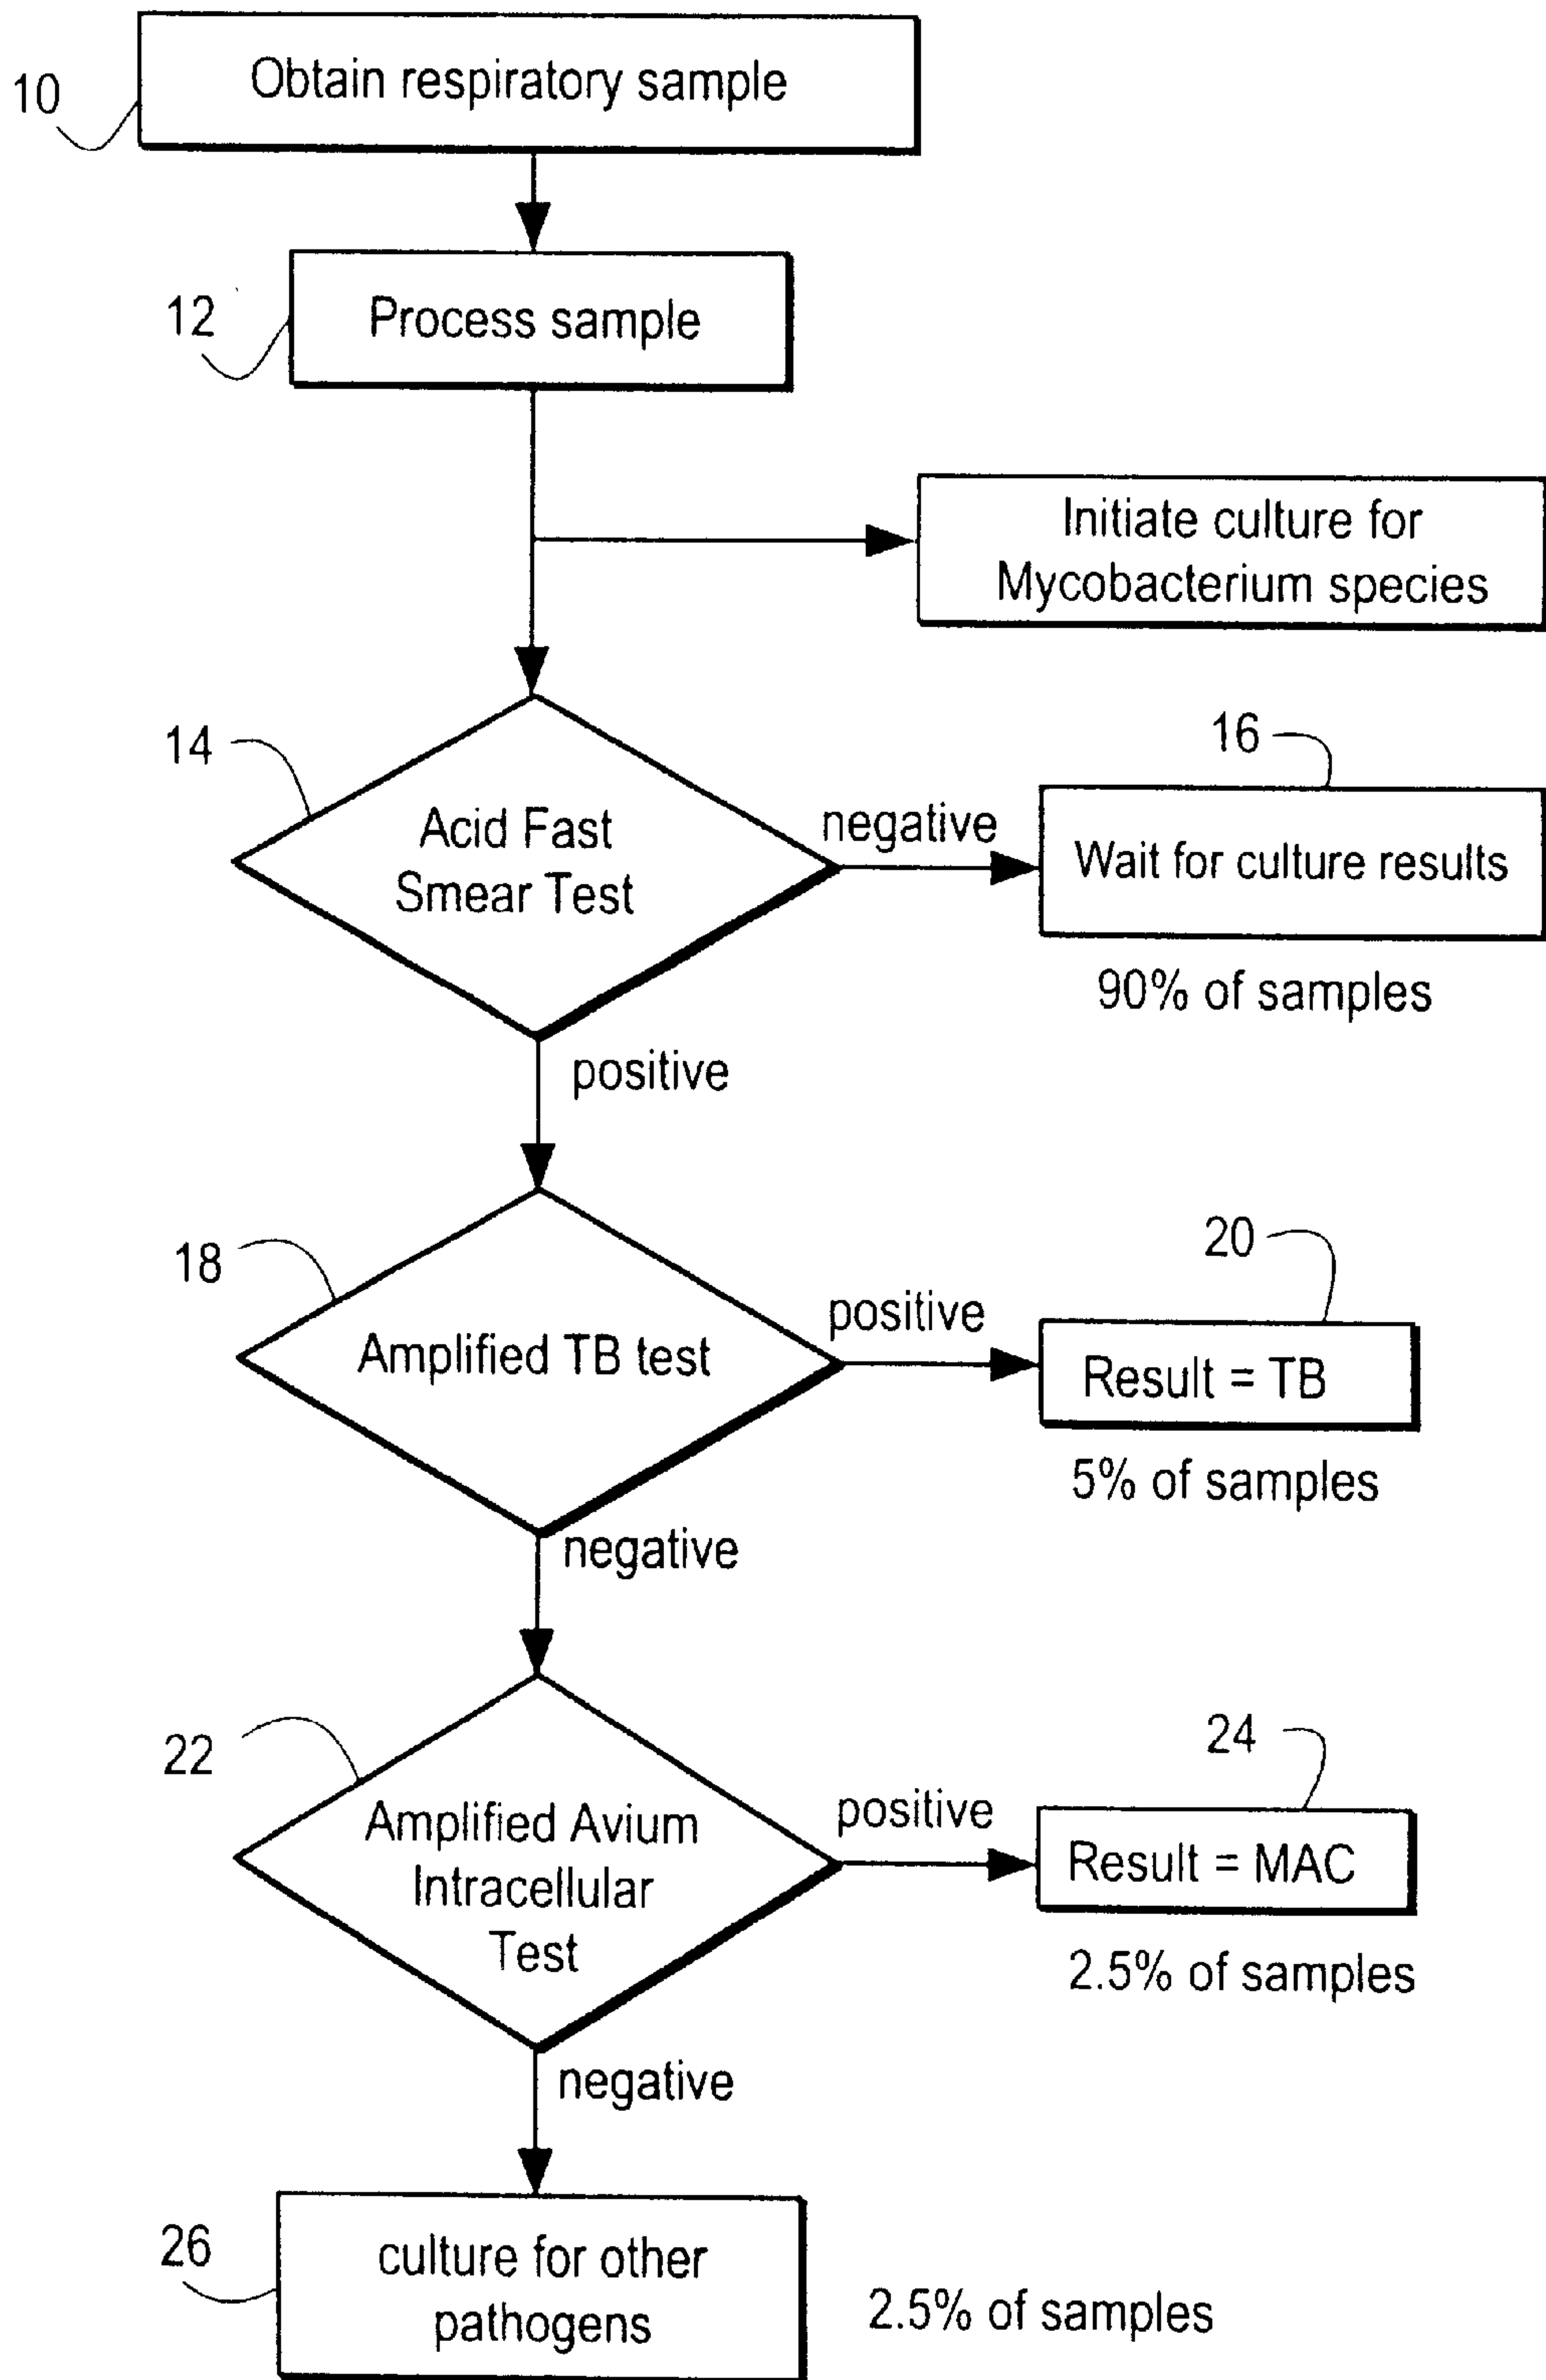 Obtain respiratory sample
10
Process sample
12
Initiate culture for
Mycobacterium species
14
Acid Fast
Smear Test
negative
16
Wait for culture results
90% of samples
positive
18
Amplified TB test
positive
20
Result = TB
5% of samples
negative
22
Amplified Avium
Intracellular
Test
positive
24
Result = MAC
2.5% of samples
negative
26
culture for other
pathogens
2.5% of samples